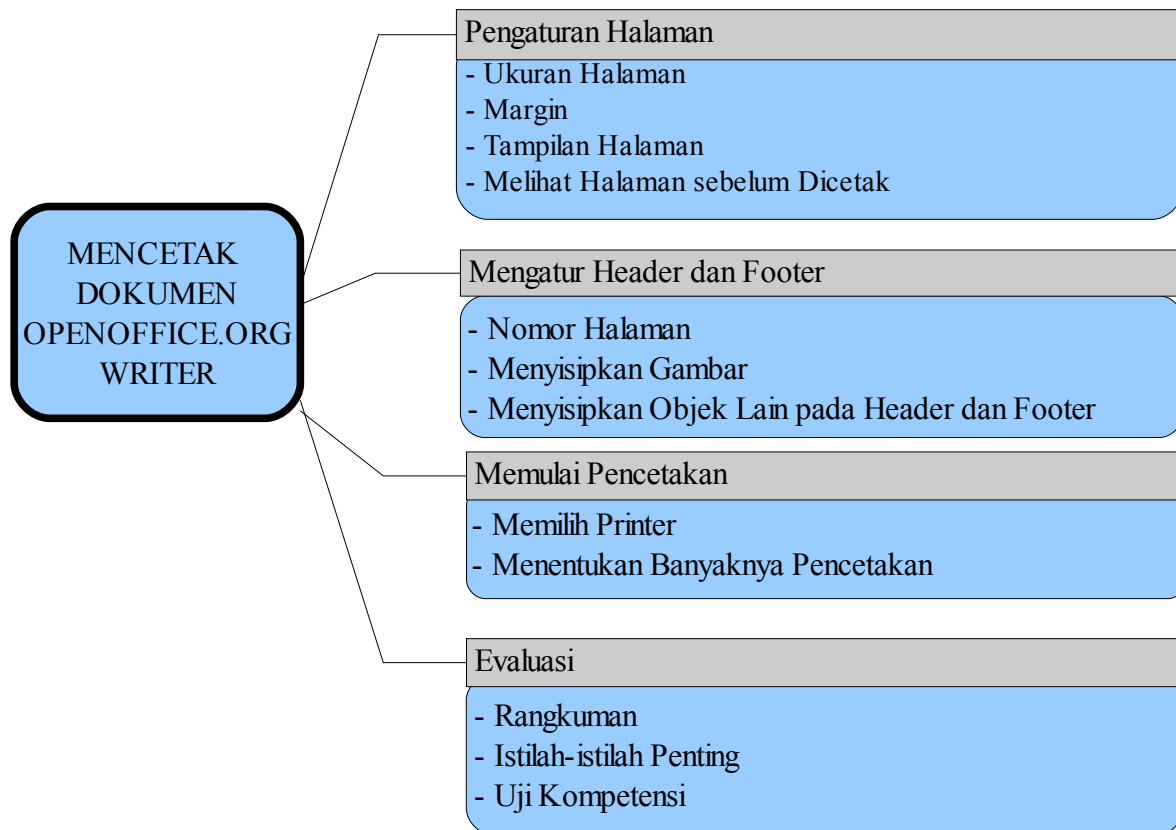 MENCETAK
DOKUMEN
OPENOFFICE.ORG
WRITER
Pengaturan Halaman
- Ukuran Halaman
- Margin
- Tampilan Halaman
- Melihat Halaman sebelum Dicetak
Mengatur Header dan Footer
- Nomor Halaman
- Menyisipkan Gambar
- Menyisipkan Objek Lain pada Header dan Footer
Memulai Pencetakan
- Memilih Printer
- Menentukan Banyaknya Pencetakan
Evaluasi
- Rangkuman
- Istilah-istilah Penting
- Uji Kompetensi